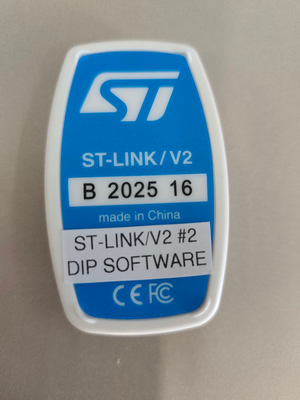 ST
ST-LINK/V2
B 2025 16
made in China
ST-LINK/V2 #2
DIP SOFTWARE
CE FC